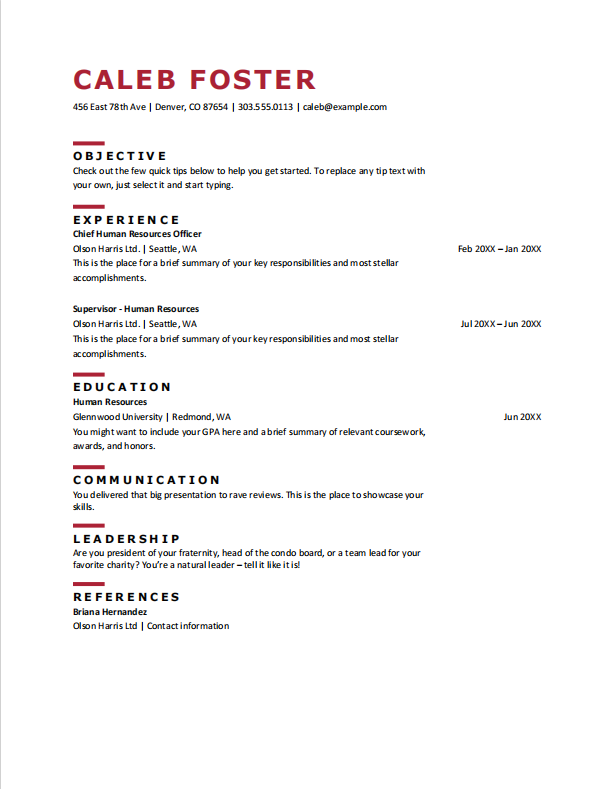 CALEB FOSTER
456 East 78th Ave | Denver, CO 87654 | 303.555.0113 | caleb@example.com
OBJECTIVE
Check out the few quick tips below to help you get started. To replace any tip text with
your own, just select it and start typing.
EXPERIENCE
Chief Human Resources Officer
Olson Harris Ltd. | Seattle, WA Feb 20XX – Jan 20XX
This is the place for a brief summary of your key responsibilities and most stellar
accomplishments.
Supervisor - Human Resources
Olson Harris Ltd. | Seattle, WA Jul 20XX – Jun 20XX
This is the place for a brief summary of your key responsibilities and most stellar
accomplishments.
EDUCATION
Human Resources
Glennwood University | Redmond, WA Jun 20XX
You might want to include your GPA here and a brief summary of relevant coursework,
awards, and honors.
COMMUNICATION
You delivered that big presentation to rave reviews. This is the place to showcase your
skills.
LEADERSHIP
Are you president of your fraternity, head of the condo board, or a team lead for your
favorite charity? You're a natural leader – tell it like it is!
REFERENCES
Briana Hernandez
Olson Harris Ltd | Contact information